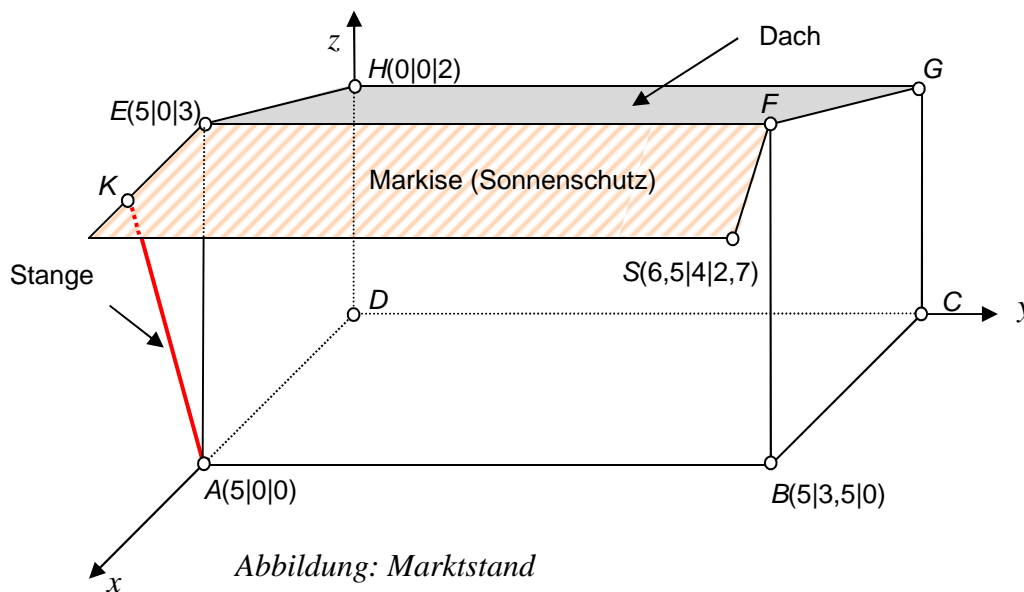 z
Dach
H(0|0|2)
G
E(5|0|3)
F
K
Markise (Sonnenschutz)
S(6,5|4|2,7)
Stange
D
C
y
A(5|0|0)
B(5|3,5|0)
Abbildung: Marktstand
x